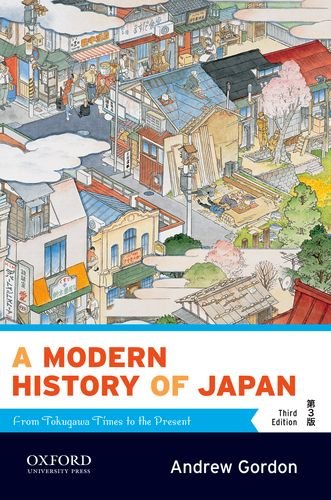 A MODERN
HISTORY OF JAPAN
From Tokugawa Times to the Present
Third
Edition
第3版
OXFORD
UNIVERSITY PRESS
Andrew Gordon